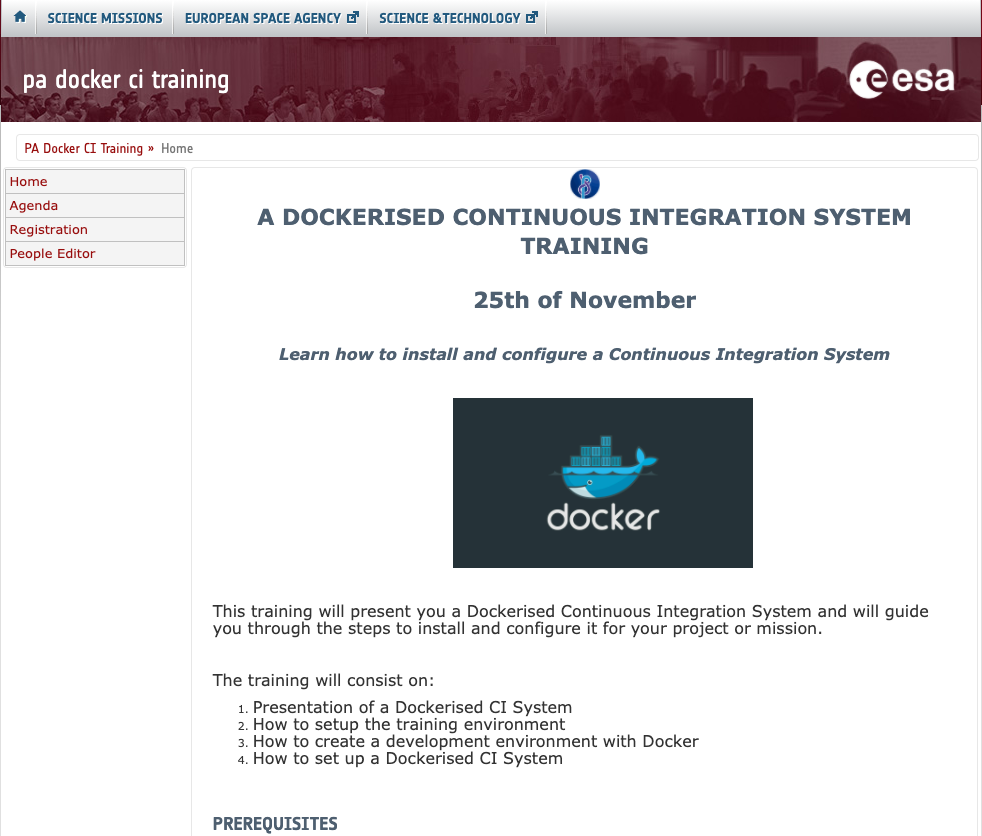 SCIENCE MISSIONS
EUROPEAN SPACE AGENCY
SCIENCE &TECHNOLOGY
pa docker ci training
esa
PA Docker CI Training » Home
Home
Agenda
Registration
People Editor
A DOCKERISED CONTINUOUS INTEGRATION SYSTEM
TRAINING
25th of November
Learn how to install and configure a Continuous Integration System
docker
This training will present you a Dockerised Continuous Integration System and will guide
you through the steps to install and configure it for your project or mission.
The training will consist on:
1. Presentation of a Dockerised CI System
2. How to setup the training environment
3. How to create a development environment with Docker
4. How to set up a Dockerised CI System
PREREQUISITES